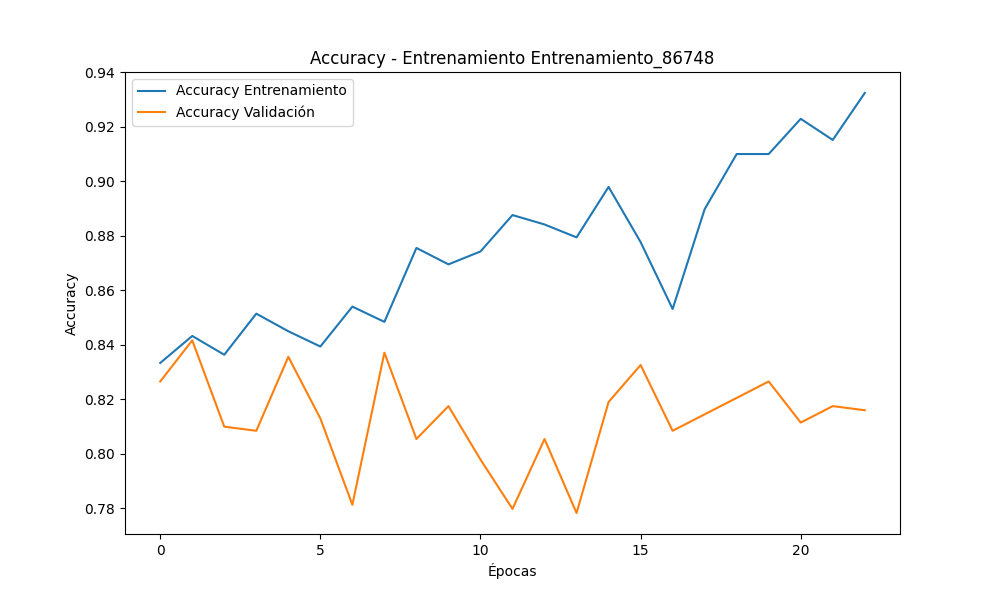 Accuracy - Entrenamiento Entrenamiento_86748
Accuracy Entrenamiento
Accuracy Validación
0.94
0.92
0.90
0.88
0.86
0.84
0.82
0.80
0.78
Accuracy
0 5 10 15 20
Épocas